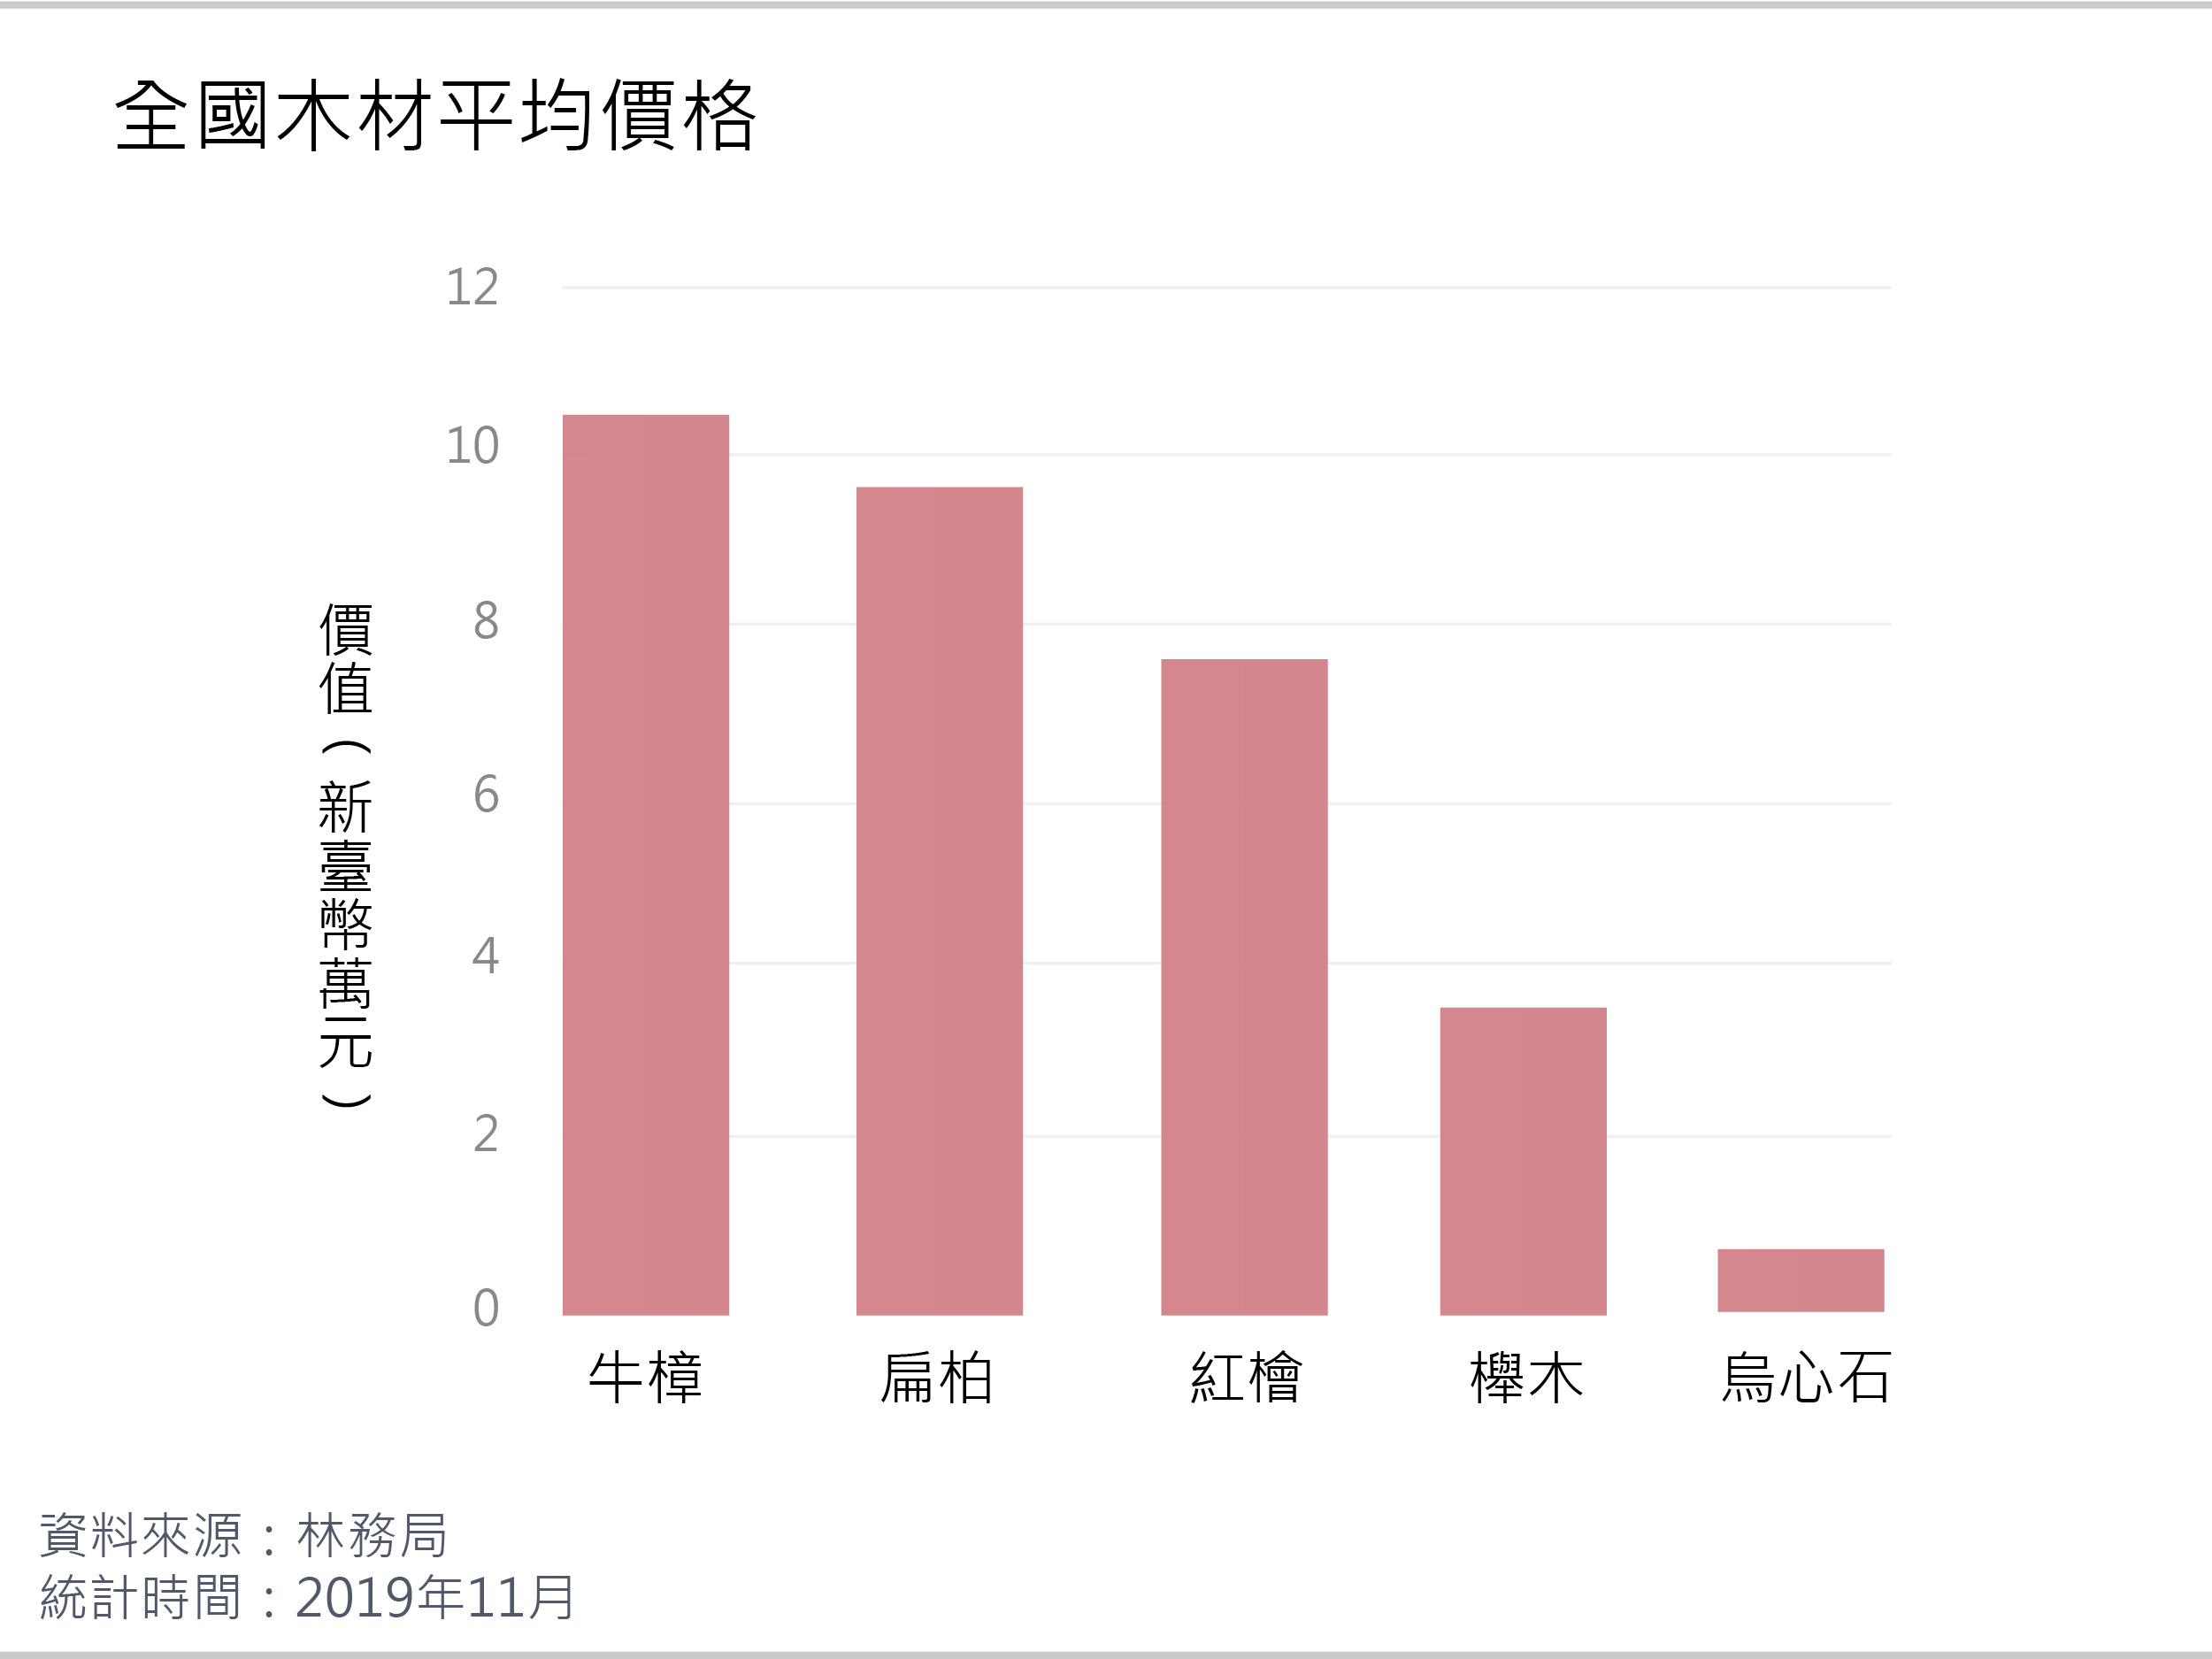 全國木材平均價格
價值（新臺幣萬元）
12
10
8
6
4
2
0
牛樟
扁柏
紅檜
櫸木
烏心石
資料來源：林務局
統計時間：2019年11月